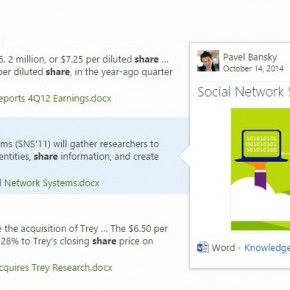 5. 2 million, or $7.25 per diluted share ...
per diluted share, in the year-ago quarter
eports 4Q12 Earnings.docx
ms (SNS'11) will gather researchers to
entities, share information, and create
l Network Systems.docx
e the acquisition of Trey ... The $6.50 per
28% to Trey's closing share price on
cquires Trey Research.docx
Pavel Bansky
October 14, 2014
Social Network S
Word • Knowledge